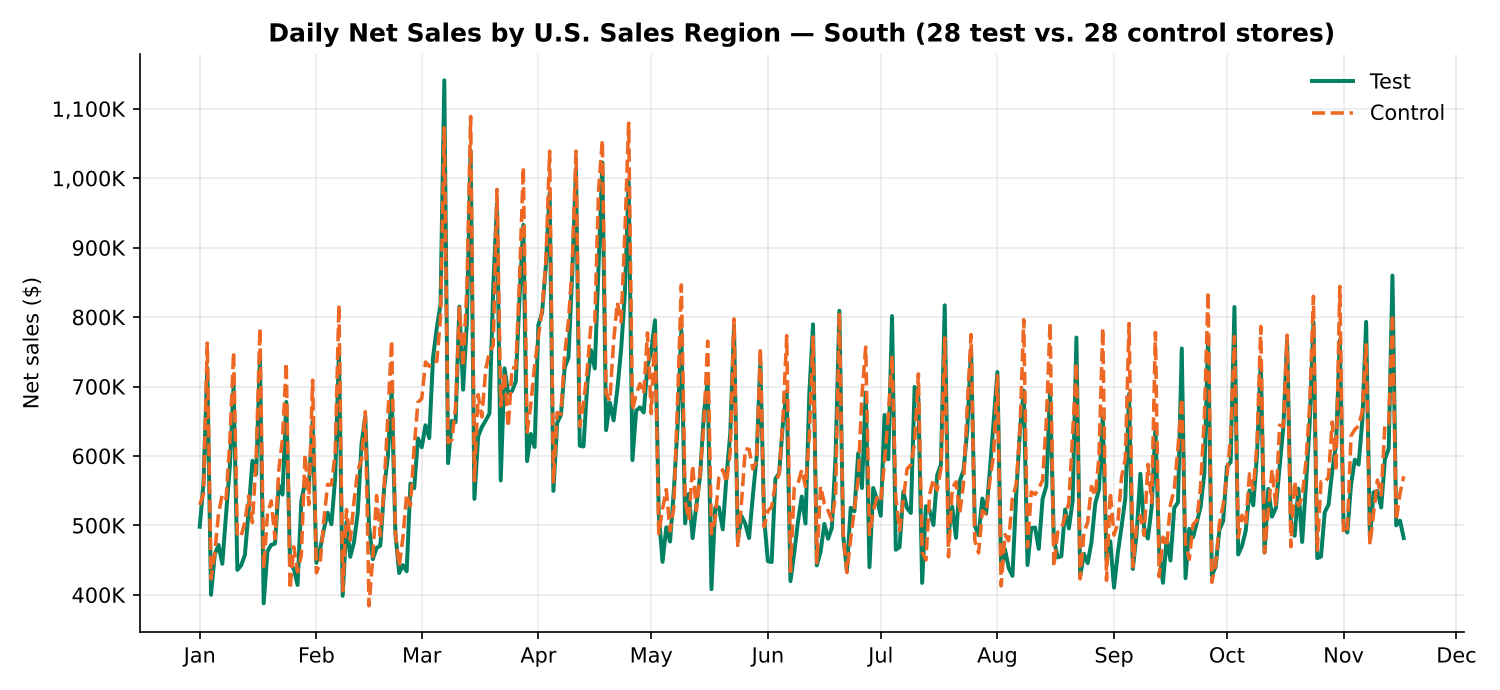 Daily Net Sales by U.S. Sales Region — South (28 test vs. 28 control stores)
Test
Control
Net sales ($)
1,100K
1,000K
900K
800K
700K
600K
500K
400K
Jan Feb Mar Apr May Jun Jul Aug Sep Oct Nov Dec